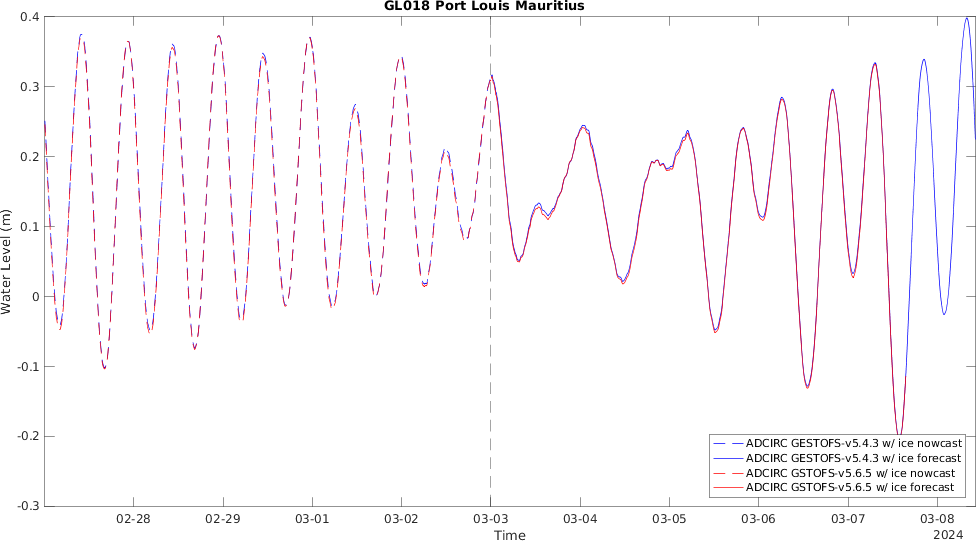 GL018 Port Louis Mauritius
Water Level (m)
0.4
0.3
0.2
0.1
0
-0.1
-0.2
-0.3
ADCIRC GESTOFS-v5.4.3 w/ ice nowcast
ADCIRC GESTOFS-v5.4.3 w/ ice forecast
ADCIRC GSTOFS-v5.6.5 w/ ice nowcast
ADCIRC GSTOFS-v5.6.5 w/ ice forecast
02-28 02-29 03-01 03-02 03-03 03-04 03-05 03-06 03-07 03-08
Time 2024